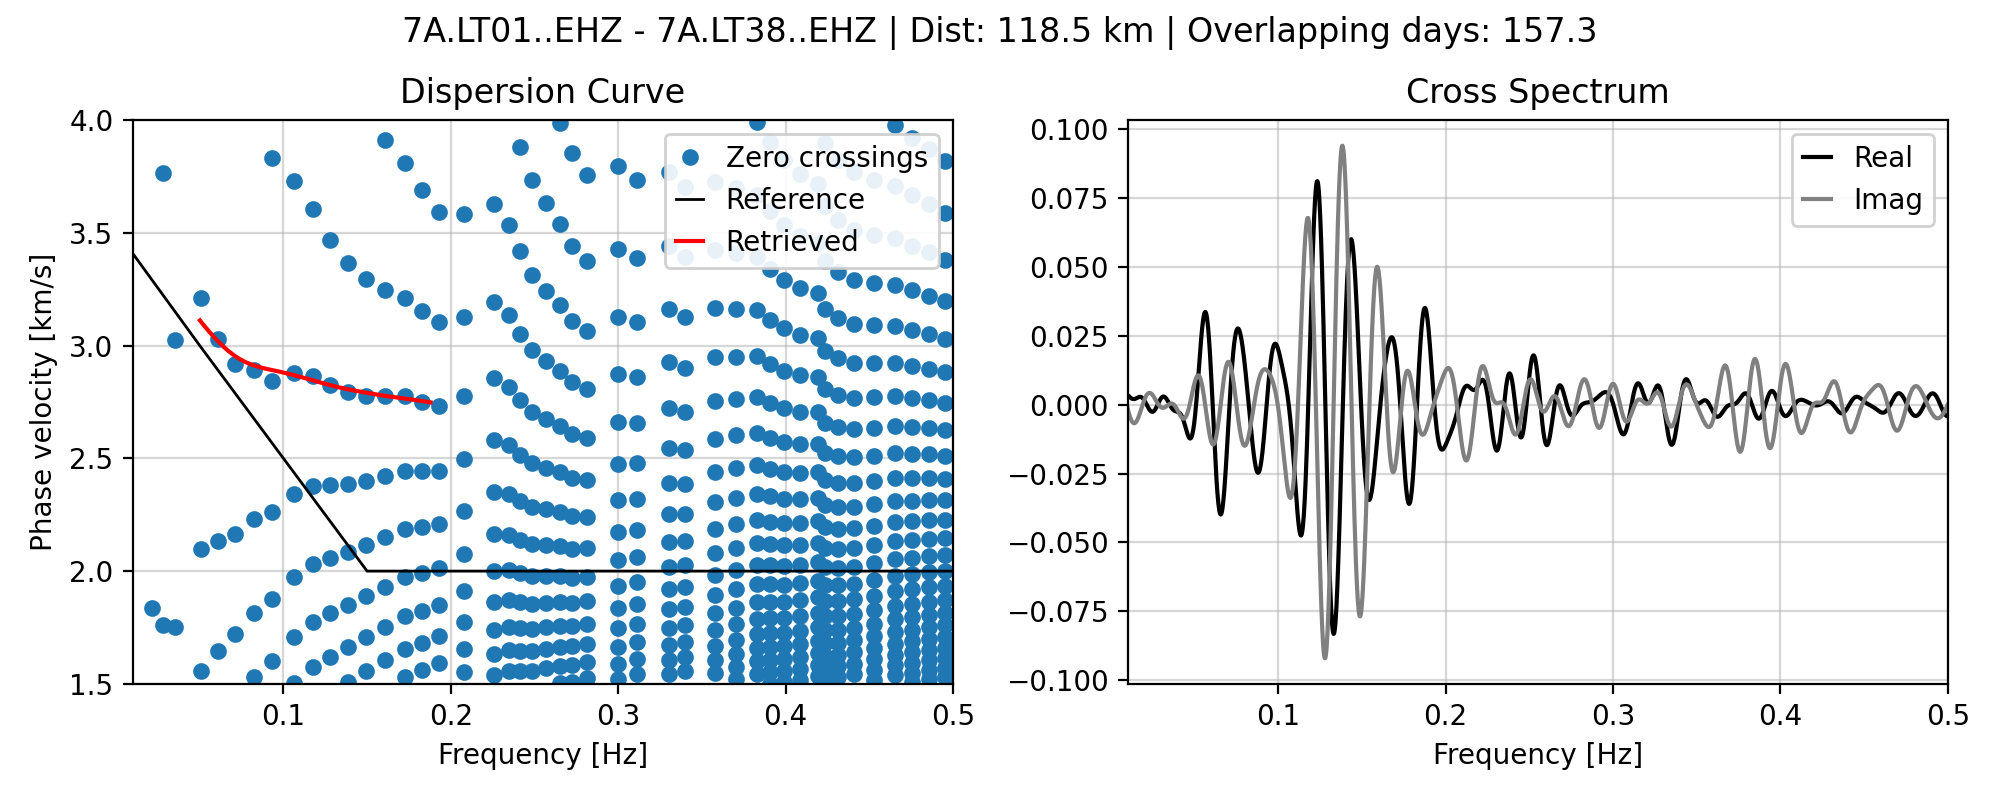 7A.LT01..EHZ - 7A.LT38..EHZ | Dist: 118.5 km | Overlapping days: 157.3
Dispersion Curve
4.0
3.5
3.0
2.5
2.0
1.5
Phase velocity [km/s]
Zero crossings
Reference
Retrieved
0.1
0.2
0.3
0.4
0.5
Frequency [Hz]
Cross Spectrum
0.100
0.075
0.050
0.025
0.000
−0.025
−0.050
−0.075
−0.100
Real
Imag
0.1
0.2
0.3
0.4
0.5
Frequency [Hz]